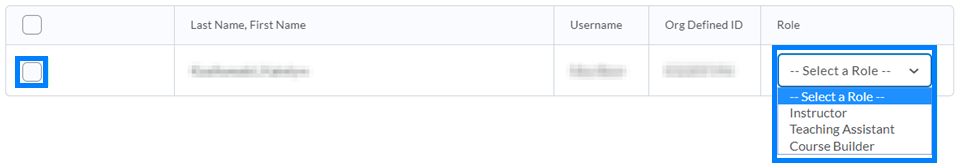 Last Name, First Name Username Org Defined ID Role
-- Select a Role --
-- Select a Role --
Instructor
Teaching Assistant
Course Builder